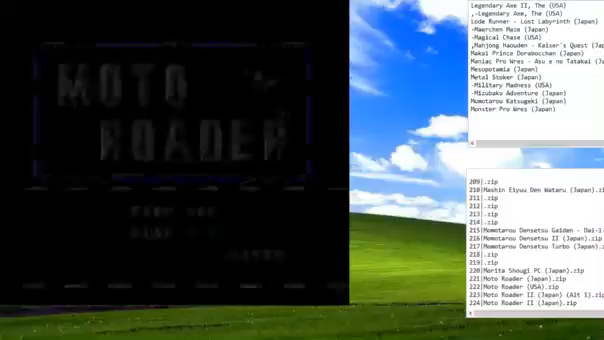 MOTO
ROADER
Legendary Axe II, The (USA)
,-Legendary Axe, The (USA)
Lode Runner - Lost Labyrinth (Japan)
-Maerchen Maze (Japan)
-Magical Chase (USA)
,Mahjong Haouden - Kaiser's Quest (Jap
Makai Prince Dorabocchan (Japan)
Maniac Pro Wres - Asu e no Tatakai (Ja
Mesopotamia (Japan)
Metal Stoker (Japan)
-Military Madness (USA)
-Mizubaku Adventure (Japan)
Momotarou Katsugeki (Japan)
Monster Pro Wres (Japan)
209|.zip
210|Mashin Eiyuu Den Wataru (Japan).zi
211|.zip
212|.zip
213|.zip
214|.zip
215|Momotarou Densetsu Gaiden - Dai-1-
216|Momotarou Densetsu II (Japan).zip
217|Momotarou Densetsu Turbo (Japan).z
218|.zip
219|.zip
220|Morita Shougi PC (Japan).zip
221|Moto Roader (Japan).zip
222|Moto Roader (USA).zip
223|Moto Roader II (Japan) (Alt 1).zip
224|Moto Roader II (Japan).zip